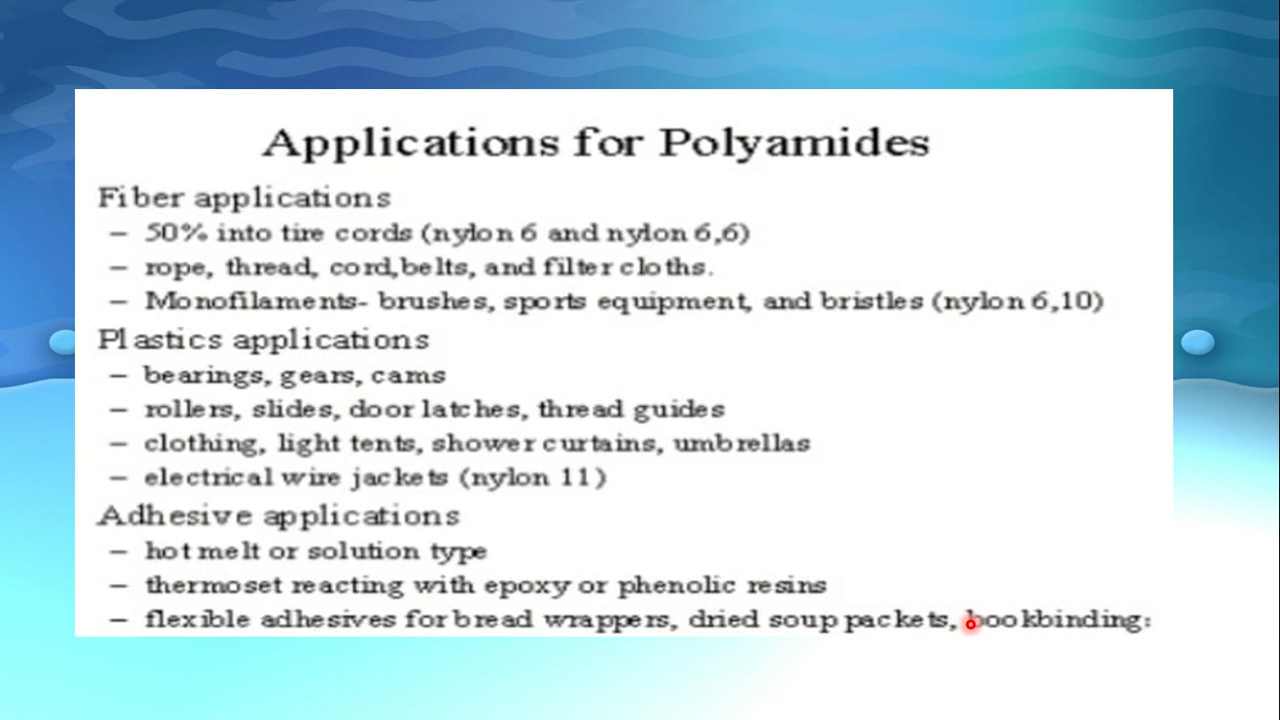 Applications for Polyamides
Fiber applications
– 50% into tire cords (nylon 6 and nylon 6,6)
– rope, thread, cord,belts, and filter cloths.
– Monofilaments- brushes, sports equipment, and bristles (nylon 6,10)
Plastics applications
– bearings, gears, cams
– rollers, slides, door latches, thread guides
– clothing, light tents, shower curtains, umbrellas
– electrical wire jackets (nylon 11)
Adhesive applications
– hot melt or solution type
– thermoset reacting with epoxy or phenolic resins
– flexible adhesives for bread wrappers, dried soup packets, bookbinding: